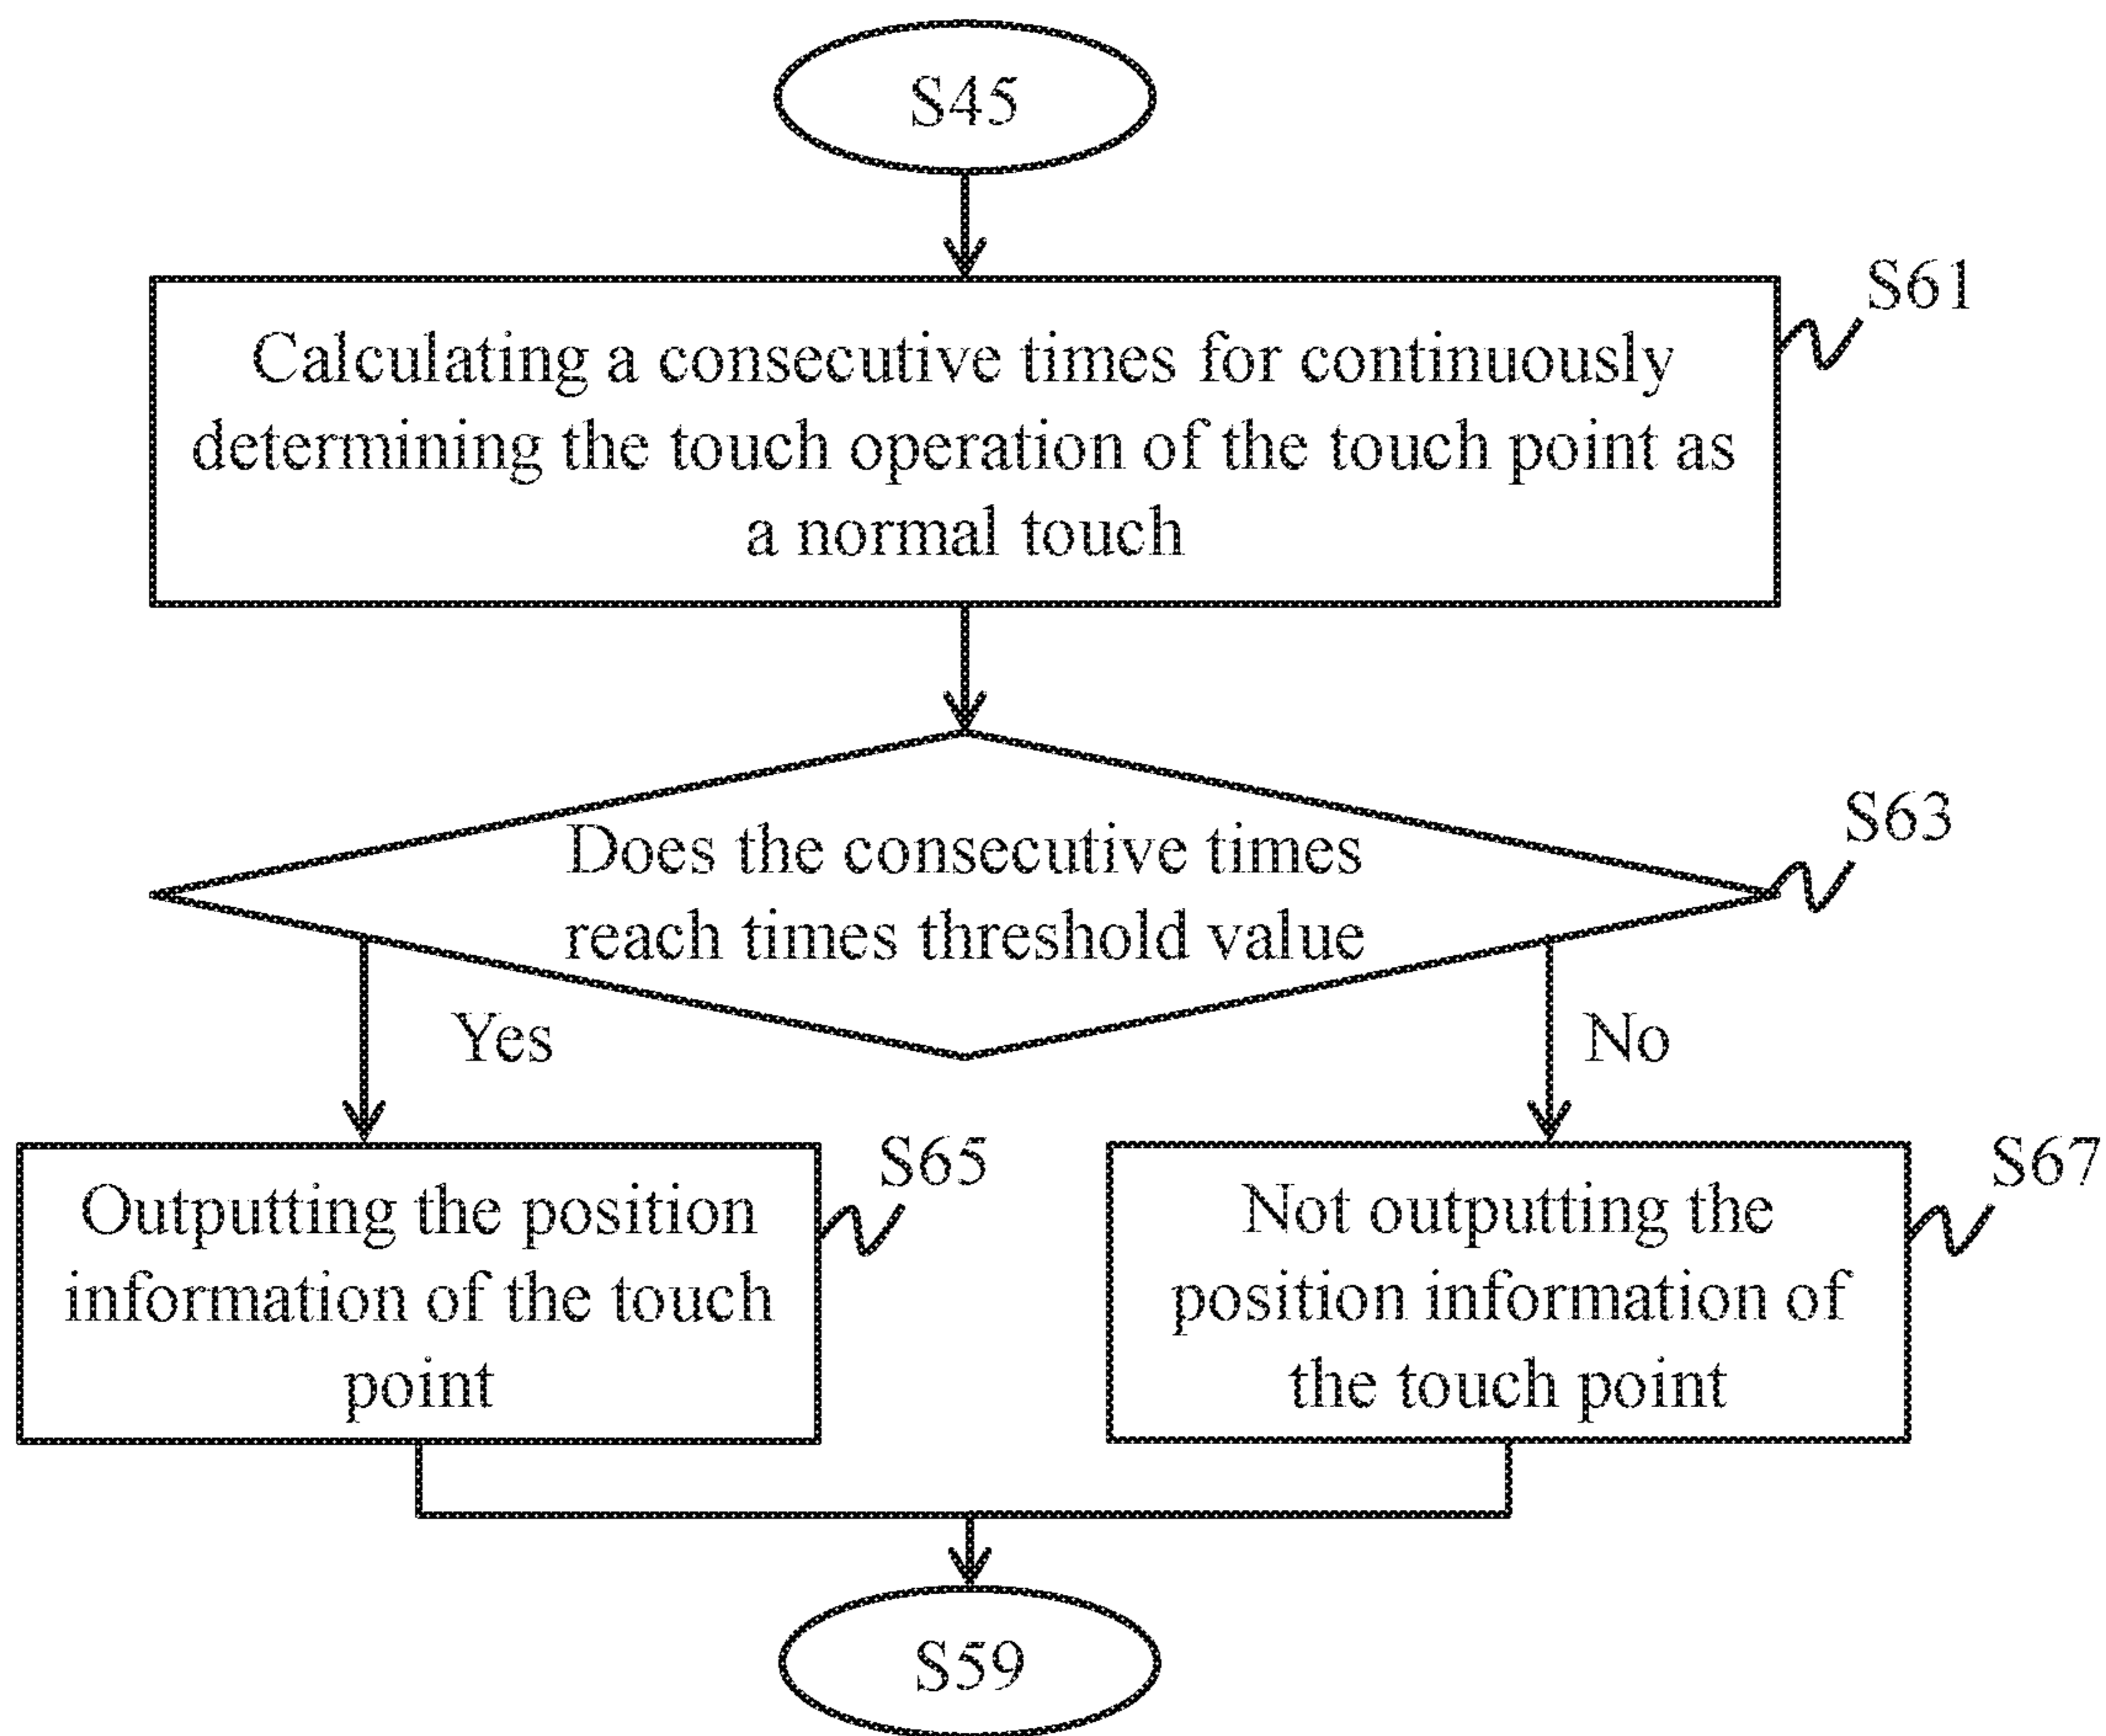 S45
S61
Calculating a consecutive times for continuously
determining the touch operation of the touch point as
a normal touch
S63
Does the consecutive times
reach times threshold value
Yes
No
S65
Outputting the position
information of the touch
point
S67
Not outputting the
position information of
the touch point
S59